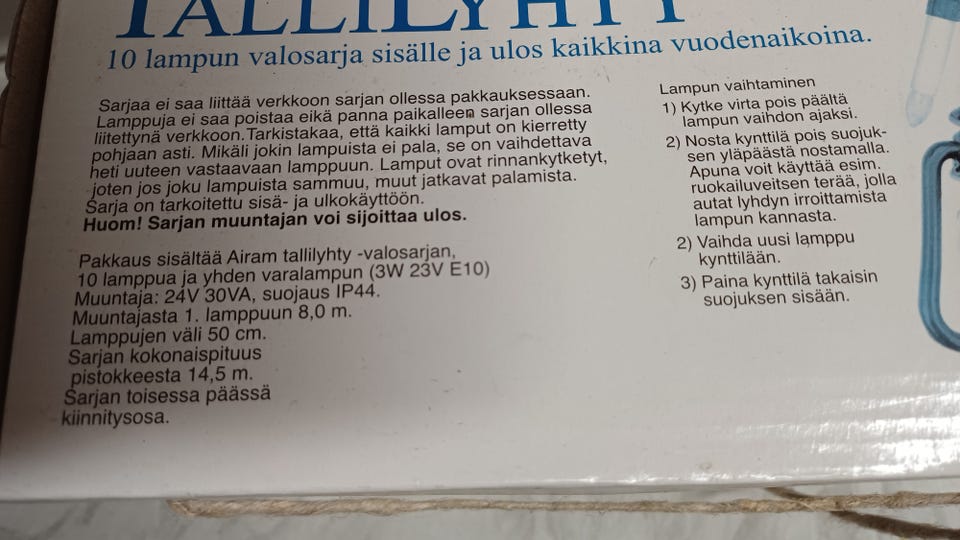 TALLILYHTY
10 lampun valosarja sisälle ja ulos kaikkina vuodenaikoina.
Sarjaa ei saa liittää verkkoon sarjan ollessa pakkauksessaan.
Lamppuja ei saa poistaa eikä panna paikalleen sarjan ollessa
liitettynä verkkoon.Tarkistakaa, että kaikki lamput on kierretty
pohjaan asti. Mikäli jokin lampuista ei pala, se on vaihdettava
heti uuteen vastaavaan lamppuun. Lamput ovat rinnankytketyt,
joten jos joku lampuista sammuu, muut jatkavat palamista.
Sarja on tarkoitettu sisä- ja ulkokäyttöön.
Huom! Sarjan muuntajan voi sijoittaa ulos.
Pakkaus sisältää Airam tallilyhty -valosarjan,
10 lamppua ja yhden varalampun (3W 23V E10)
Muuntaja: 24V 30VA, suojaus IP44.
Muuntajasta 1. lamppuun 8,0 m.
Lamppujen väli 50 cm.
Sarjan kokonaispituus
pistokkeesta 14,5 m.
Sarjan toisessa päässä
kiinnitysosa.
Lampun vaihtaminen
1) Kytke virta pois päältä
lampun vaihdon ajaksi.
2) Nosta kynttilä pois suojuk-
sen yläpäästä nostamalla.
Apuna voit käyttää esim.
ruokailuveitsen terää, jolla
autat lyhdyn irroittamista
lampun kannasta.
2) Vaihda uusi lamppu
kynttilään.
3) Paina kynttilä takaisin
suojuksen sisään.